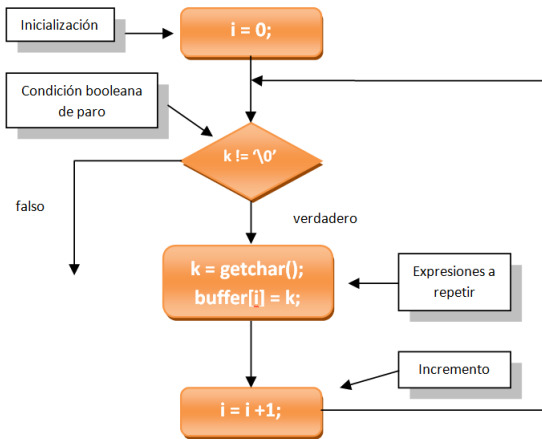 Inicialización
i = 0;
Condición booleana
de paro
k != ‘\0’
falso
verdadero
k = getchar();
buffer[i] = k;
Expresiones a
repetir
Incremento
i = i +1;